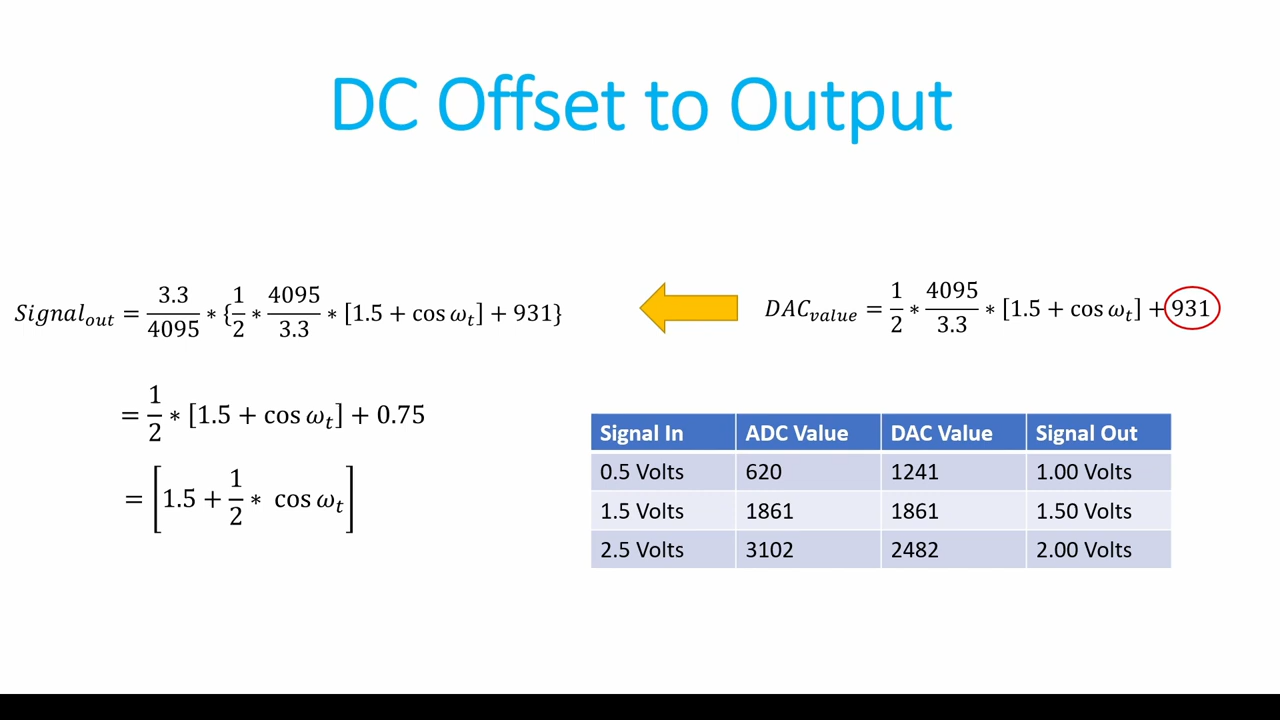 DC Offset to Output
Signal_out = 3.3/4095 * {1/2 * 4095/3.3 * [1.5 + cos ω_t] + 931}
DAC_value = 1/2 * 4095/3.3 * [1.5 + cos ω_t] + 931
= 1/2 * [1.5 + cos ω_t] + 0.75
= [1.5 + 1/2 * cos ω_t]
Signal In ADC Value DAC Value Signal Out
0.5 Volts 620 1241 1.00 Volts
1.5 Volts 1861 1861 1.50 Volts
2.5 Volts 3102 2482 2.00 Volts